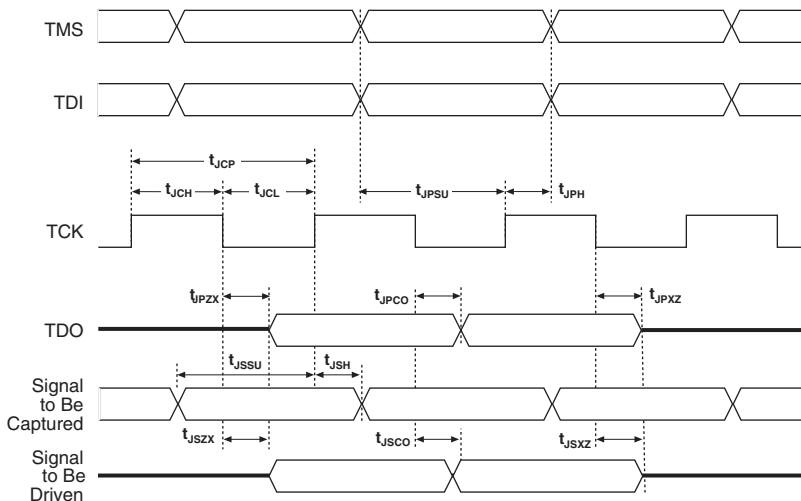 TMS
TDI
tJCP
tJCH tJCL tJPSU tJPH
TCK
tJPZX tJPCO tJPXZ
TDO
tJSSU tJSH
Signal
to Be
Captured
tJSZX tJSCO tJSXZ
Signal
to Be
Driven